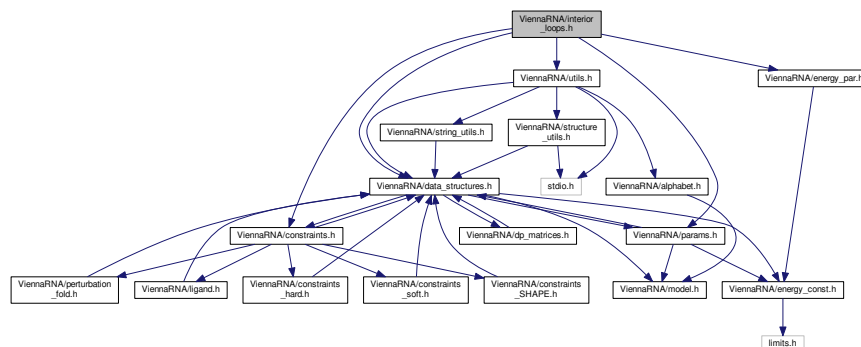 ViennaRNA/interior
_loops.h
ViennaRNA/utils.h
ViennaRNA/energy_par.h
ViennaRNA/string_utils.h
ViennaRNA/structure
_utils.h
ViennaRNA/data_structures.h
stdio.h
ViennaRNA/alphabet.h
ViennaRNA/constraints.h
ViennaRNA/dp_matrices.h
ViennaRNA/params.h
ViennaRNA/perturbation
_fold.h
ViennaRNA/ligand.h
ViennaRNA/constraints
_hard.h
ViennaRNA/constraints
_soft.h
ViennaRNA/constraints
_SHAPE.h
ViennaRNA/model.h
ViennaRNA/energy_const.h
limits.h